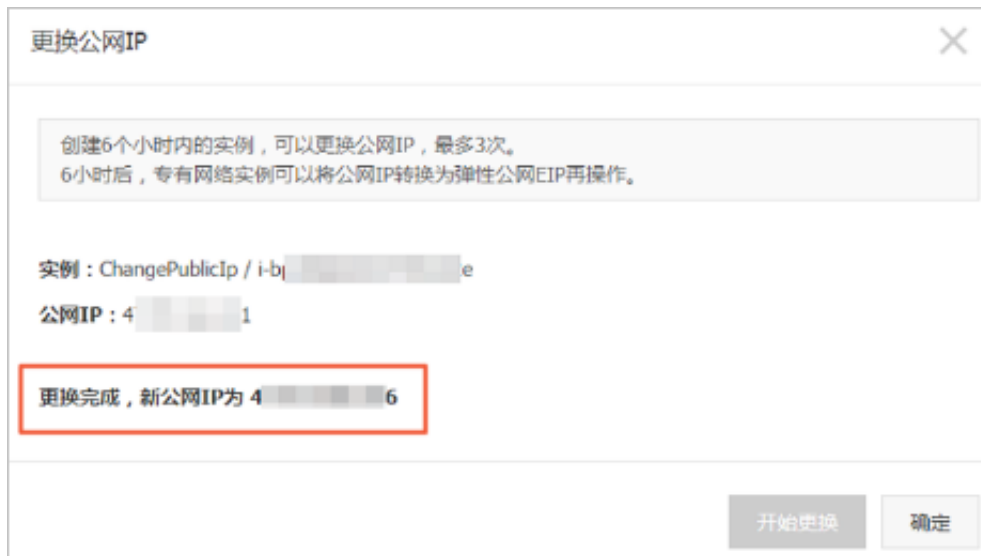 更换公网IP
创建6个小时内的实例，可以更换公网IP，最多3次。
6小时后，专有网络实例可以将公网IP转换为弹性公网EIP再操作。
实例：ChangePublicIp / i-bp e
公网IP：4 1
更换完成，新公网IP为 4 6
开始更换
确定